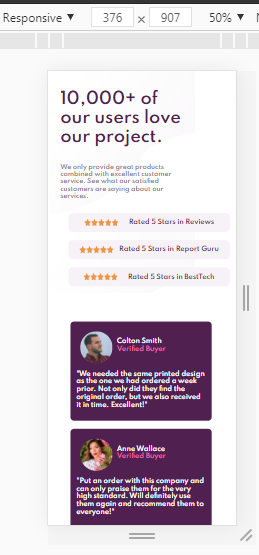 Responsive ▼ 376 × 907 50% ▼
10,000+ of
our users love
our project.
We only provide great products
combined with excellent customer
service. See what our satisfied
customers are saying about our
services.
Rated 5 Stars in Reviews
Rated 5 Stars in Report Guru
Rated 5 Stars in BestTech
Colton Smith
Verified Buyer
"We needed the same printed design
as the one we had ordered a week
prior. Not only did they find the
original order, but we also received
it in time. Excellent!"
Anne Wallace
Verified Buyer
"Put an order with this company and
can only praise them for the very
high standard. Will definitely use
them again and recommend them to
everyone!"